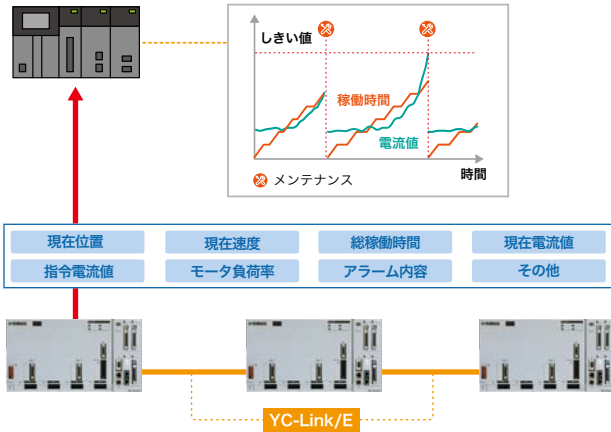 しきい値
稼働時間
電流値
時間
メンテナンス
現在位置
現在速度
総稼働時間
現在電流値
指令電流値
モータ負荷率
アラーム内容
その他
YC-Link/E